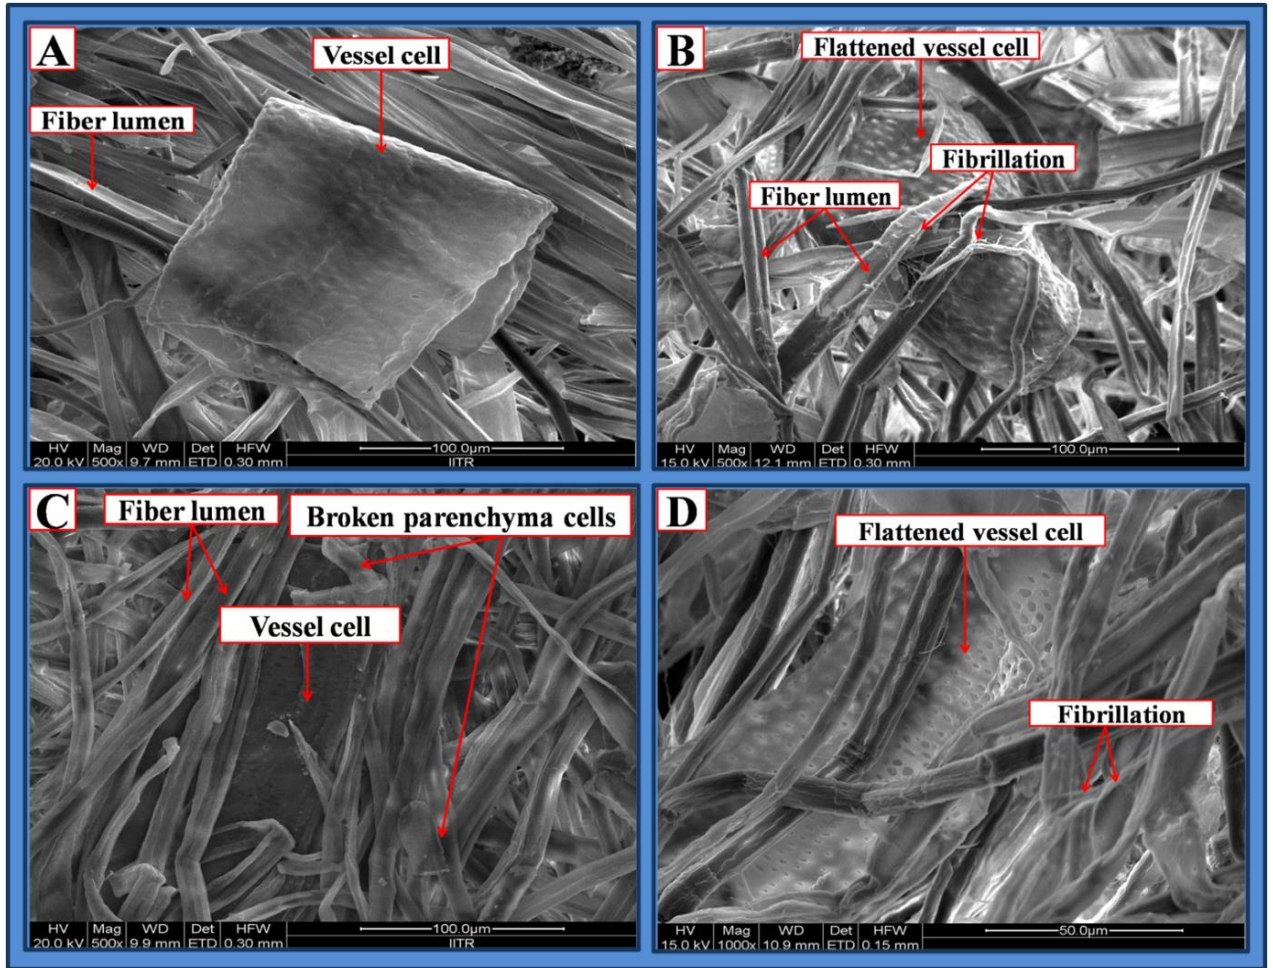 A
Vessel cell
Fiber lumen
HV Mag WD Det HFW
20.0 kV 500x 9.7 mm ETD 0.30 mm
100.0µm
IITR
B
Flattened vessel cell
Fibrillation
Fiber lumen
HV Mag WD Det HFW
15.0 kV 500x 12.1 mm ETD 0.30 mm
100.0µm
C
Fiber lumen
Broken parenchyma cells
Vessel cell
HV Mag WD Det HFW
20.0 kV 500x 9.9 mm ETD 0.30 mm
100.0µm
IITR
D
Flattened vessel cell
Fibrillation
HV Mag WD Det HFW
15.0 kV 1000x 10.9 mm ETD 0.15 mm
50.0µm